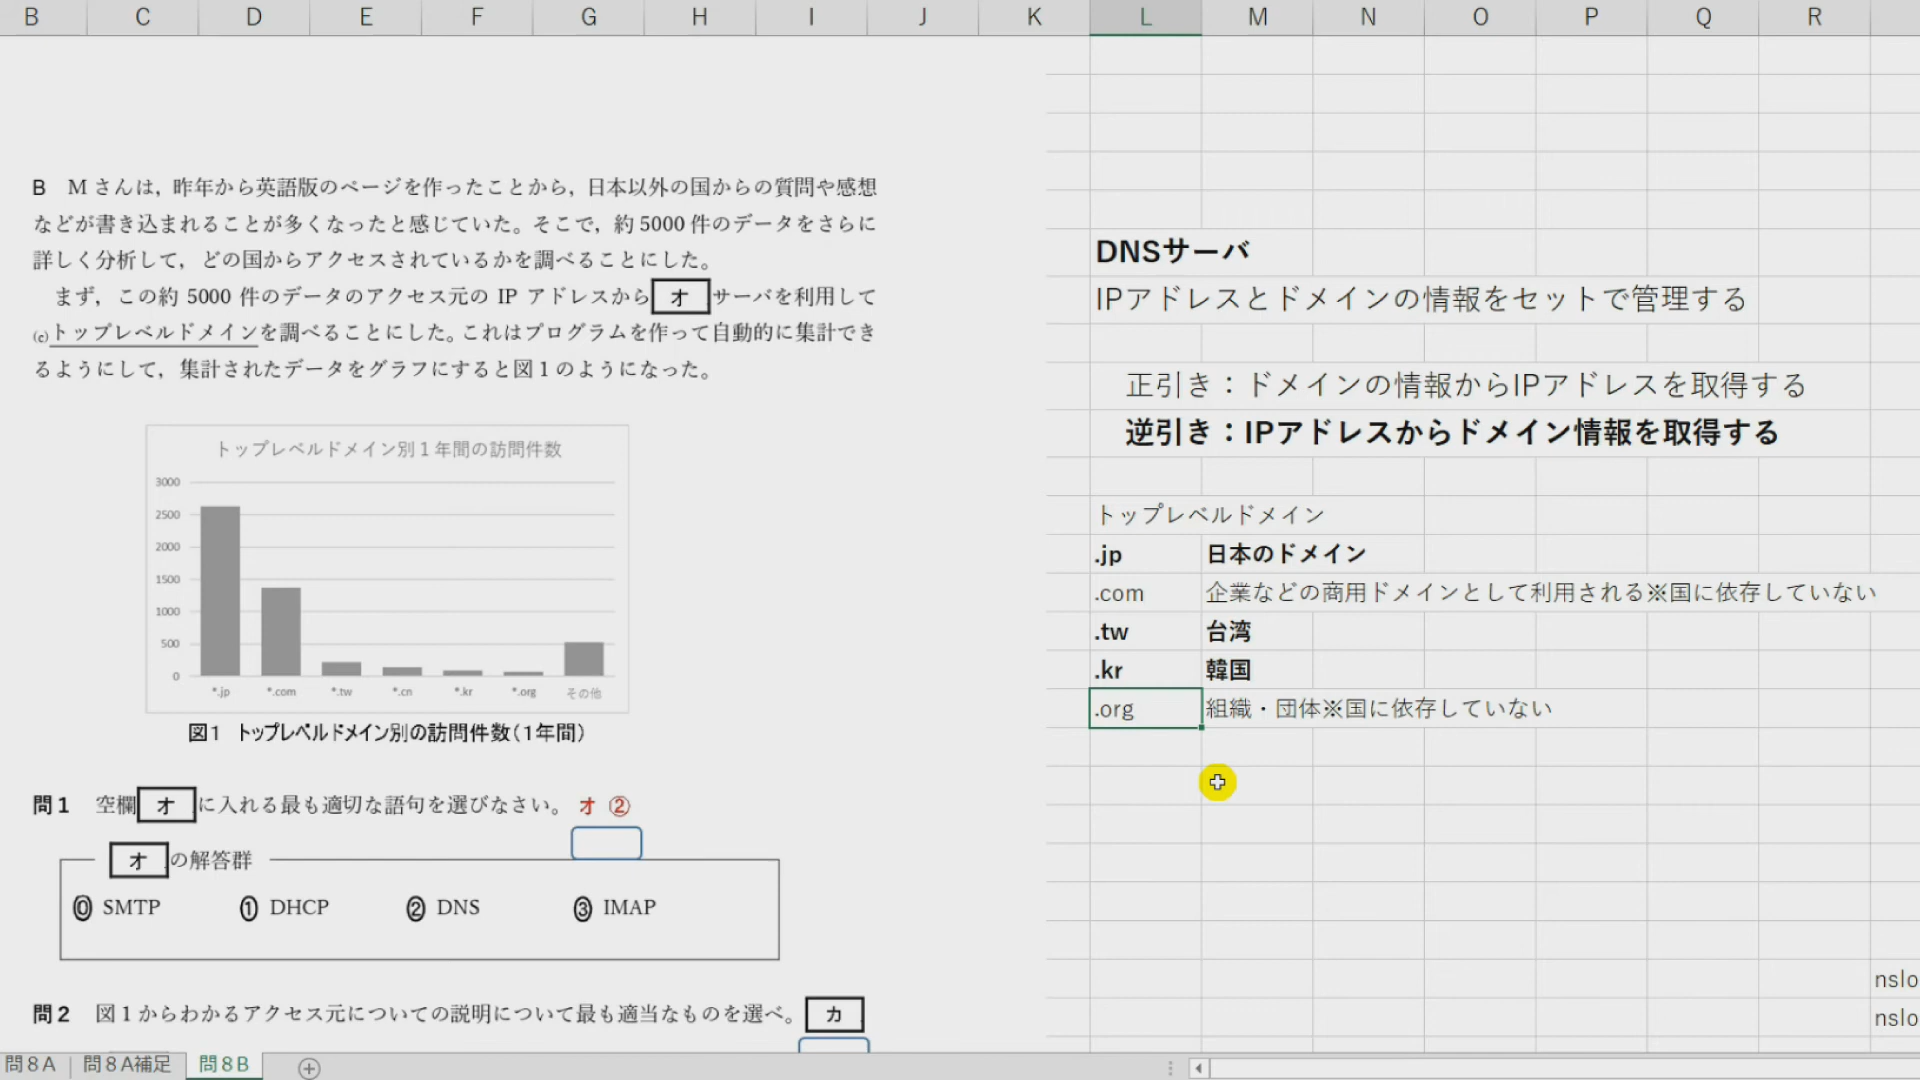 B C D E F G H I J K L M N O P Q R
B Mさんは，昨年から英語版のページを作ったことから，日本以外の国からの質問や感想
などが書き込まれることが多くなったと感じていた。そこで，約 5000 件のデータをさらに
詳しく分析して，どの国からアクセスされているかを調べることにした。
まず，この約 5000 件のデータのアクセス元の IP アドレスから オ サーバを利用して
(c)トップレベルドメインを調べることにした。これはプログラムを作って自動的に集計でき
るようにして，集計されたデータをグラフにすると図１のようになった。
トップレベルドメイン別１年間の訪問件数
3000
2500
2000
1500
1000
500
0
*.jp *.com *.tw *.cn *.kr *.org その他
図1 トップレベルドメイン別の訪問件数(1年間)
問1 空欄 オ に入れる最も適切な語句を選びなさい。 オ ②
オ の解答群
⓪ SMTP ① DHCP ② DNS ③ IMAP
問2 図１からわかるアクセス元についての説明について最も適当なものを選べ。 カ
DNSサーバ
IPアドレスとドメインの情報をセットで管理する
正引き：ドメインの情報からIPアドレスを取得する
逆引き：IPアドレスからドメイン情報を取得する
トップレベルドメイン
.jp 日本のドメイン
.com 企業などの商用ドメインとして利用される※国に依存していない
.tw 台湾
.kr 韓国
.org 組織・団体※国に依存していない
nslo
nslo
問８A 問８A補足 問８B